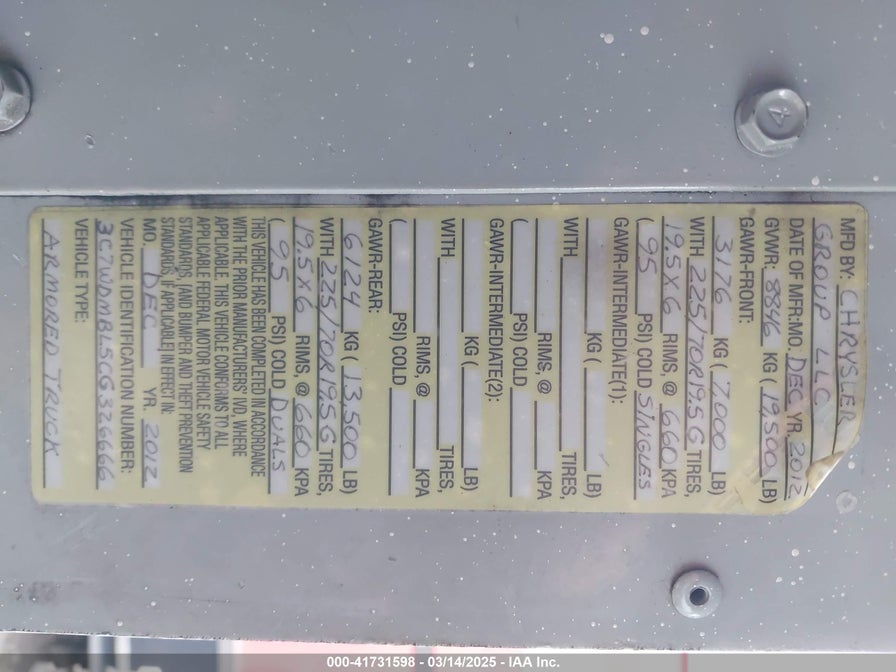 MFD BY: CHRYSLER
GROUP LLC
DATE OF MFR:MO. DEC YR. 2012
GVWR: 8846 KG ( 19,500 LB)
GAWR-FRONT:
3176 KG ( 7,000 LB)
WITH 225/70R19.5G TIRES,
19.5X6 RIMS, @ 660 KPA
( 95 PSI) COLD SINGLES
GAWR-INTERMEDIATE(1):
KG ( LB)
WITH TIRES,
RIMS, @ KPA
( PSI) COLD
GAWR-INTERMEDIATE(2):
KG ( LB)
WITH TIRES,
RIMS, @ KPA
( PSI) COLD
GAWR-REAR:
6124 KG ( 13,500 LB)
WITH 225/70R19.5G TIRES,
19.5X6 RIMS, @ 660 KPA
( 95 PSI) COLD DUALS
THIS VEHICLE HAS BEEN COMPLETED IN ACCORDANCE
WITH THE PRIOR MANUFACTURERS' IVD, WHERE
APPLICABLE. THIS VEHICLE CONFORMS TO ALL
APPLICABLE FEDERAL MOTOR VEHICLE SAFETY
STANDARDS, [AND BUMPER AND THEFT PREVENTION
STANDARDS, IF APPLICABLE] IN EFFECT IN:
MO. DEC YR. 2012
VEHICLE IDENTIFICATION NUMBER:
3C7WDMBL5CG326666
VEHICLE TYPE:
ARMORED TRUCK
000-41731598 - 03/14/2025 - IAA Inc.